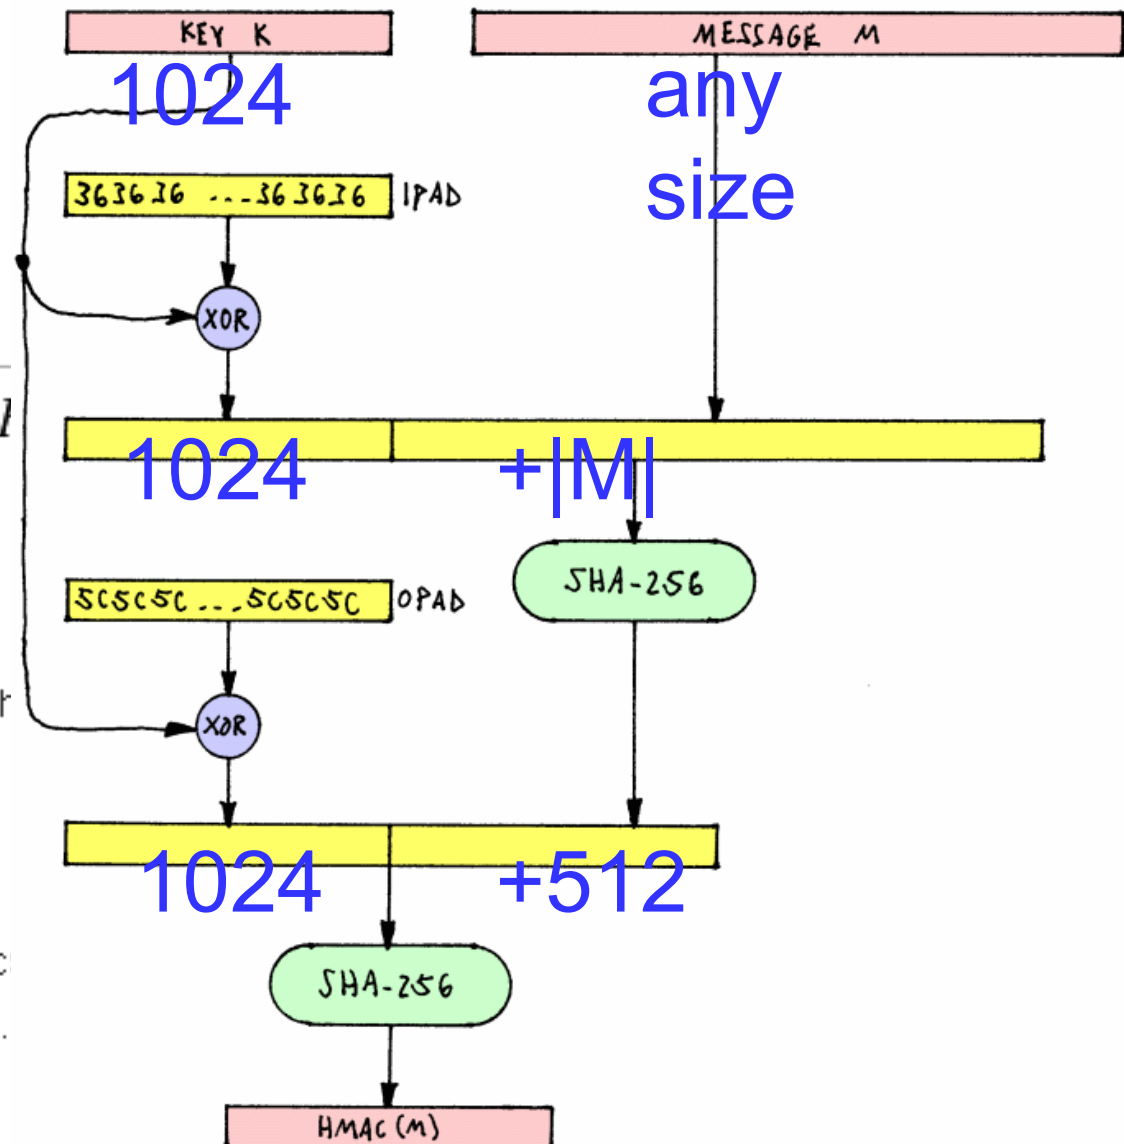 KEY K
MESSAGE M
1024
any
size
363636 ...363636 IPAD
XOR
1024 +|M|
SHA-256
5C5C5C...5C5C5C OPAD
XOR
1024 +512
SHA-256
HMAC(M)